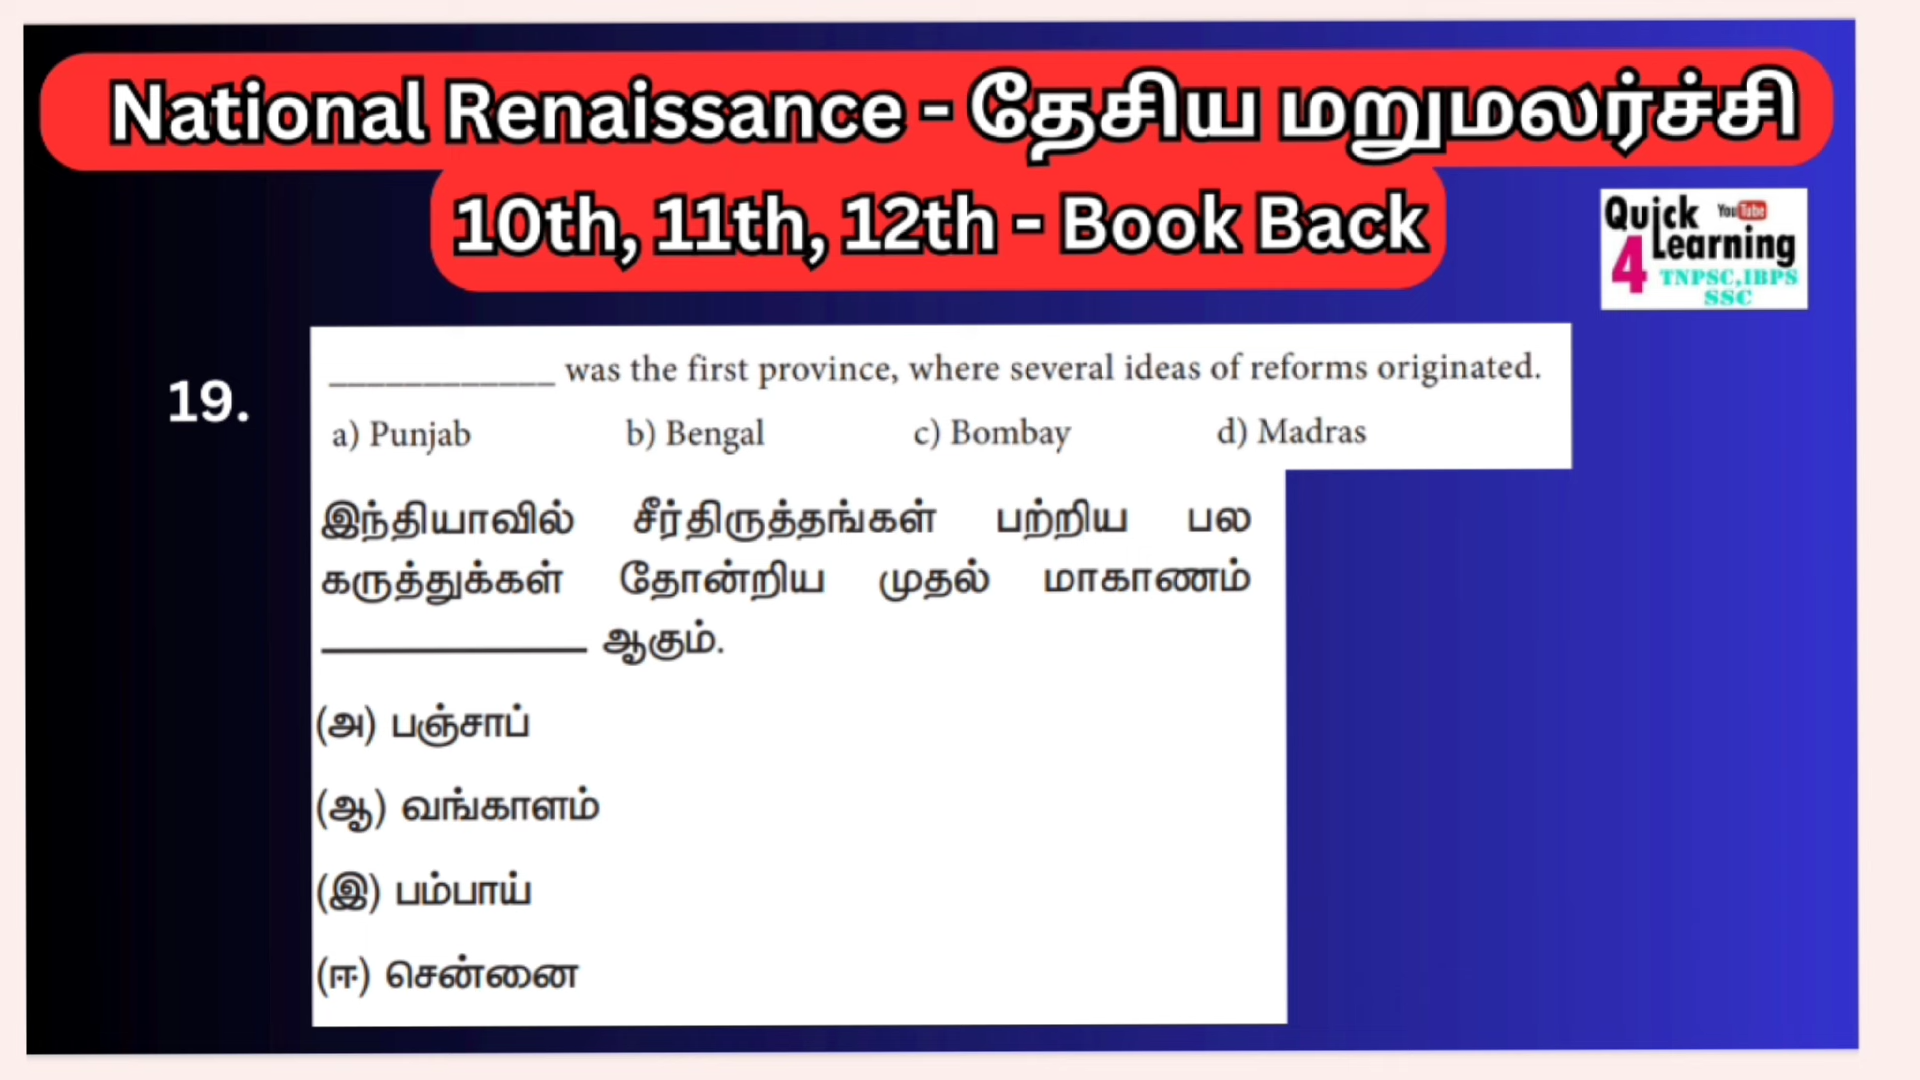 National Renaissance - தேசிய மறுமலர்ச்சி
10th, 11th, 12th - Book Back
Quick YouTube
4 Learning
TNPSC,IBPS
SSC
19.
____________ was the first province, where several ideas of reforms originated.
a) Punjab b) Bengal c) Bombay d) Madras
இந்தியாவில் சீர்திருத்தங்கள் பற்றிய பல
கருத்துக்கள் தோன்றிய முதல் மாகாணம்
____________ ஆகும்.
(அ) பஞ்சாப்
(ஆ) வங்காளம்
(இ) பம்பாய்
(ஈ) சென்னை